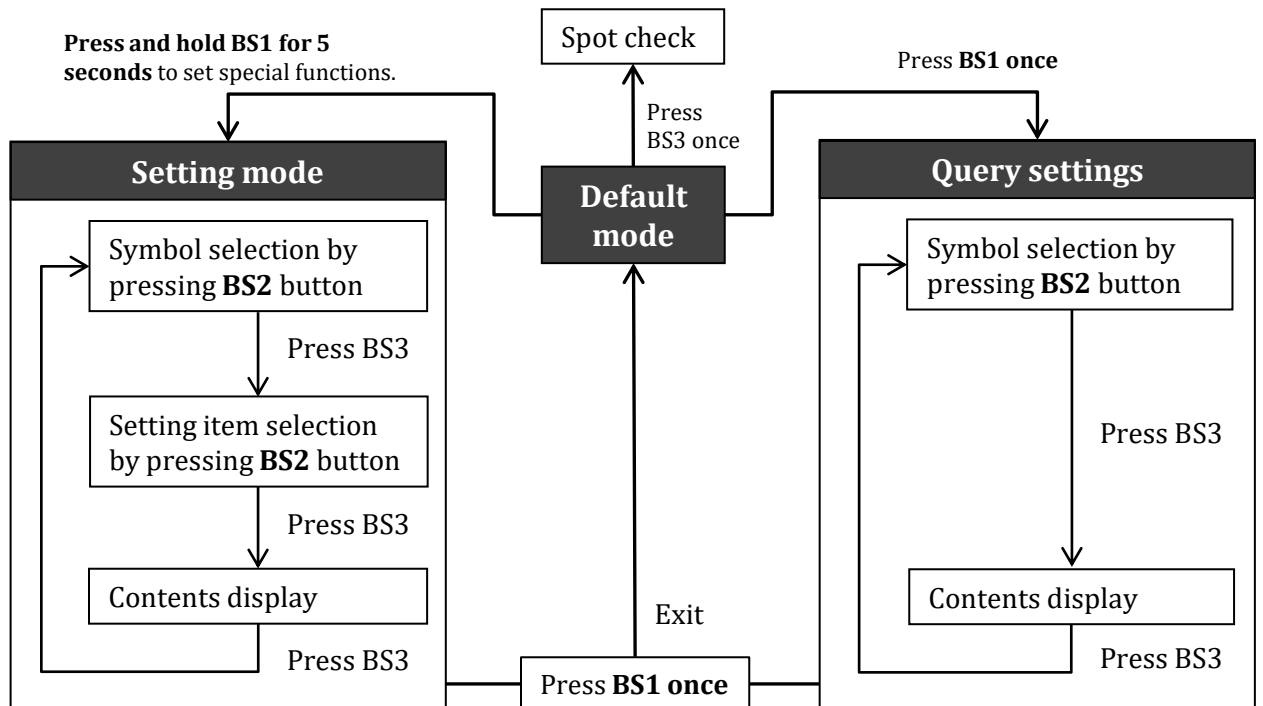 Press and hold BS1 for 5
seconds to set special functions.
Spot check
Press BS1 once
Press
BS3 once
Setting mode
Default
mode
Query settings
Symbol selection by
pressing BS2 button
Press BS3
Setting item selection
by pressing BS2 button
Press BS3
Contents display
Press BS3
Symbol selection by
pressing BS2 button
Press BS3
Contents display
Press BS3
Exit
Press BS1 once